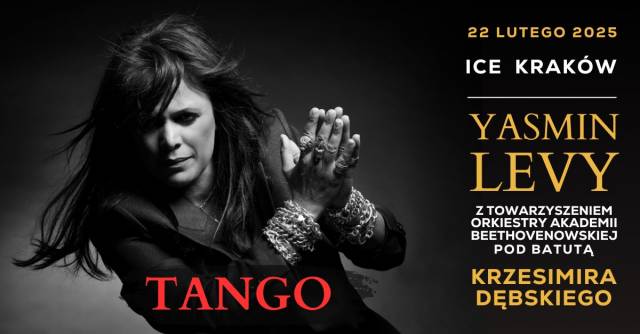 22 LUTEGO 2025
ICE KRAKÓW
YASMIN
LEVY
Z TOWARZYSZENIEM
ORKIESTRY AKADEMII
BEETHOVENOWSKIEJ
POD BATUTĄ
KRZESIMIRA
DĘBSKIEGO
TANGO